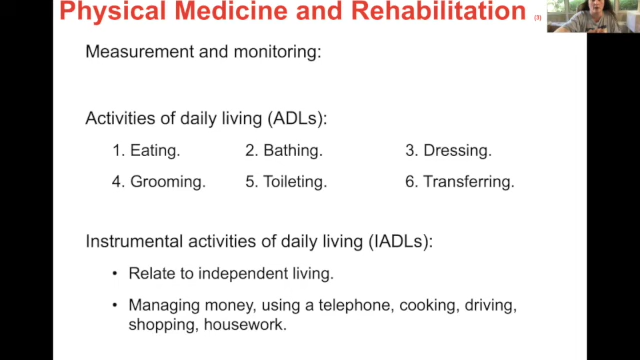 Physical Medicine and Rehabilitation [3]
Measurement and monitoring:
Activities of daily living (ADLs):
1. Eating. 2. Bathing. 3. Dressing.
4. Grooming. 5. Toileting. 6. Transferring.
Instrumental activities of daily living (IADLs):
• Relate to independent living.
• Managing money, using a telephone, cooking, driving,
shopping, housework.